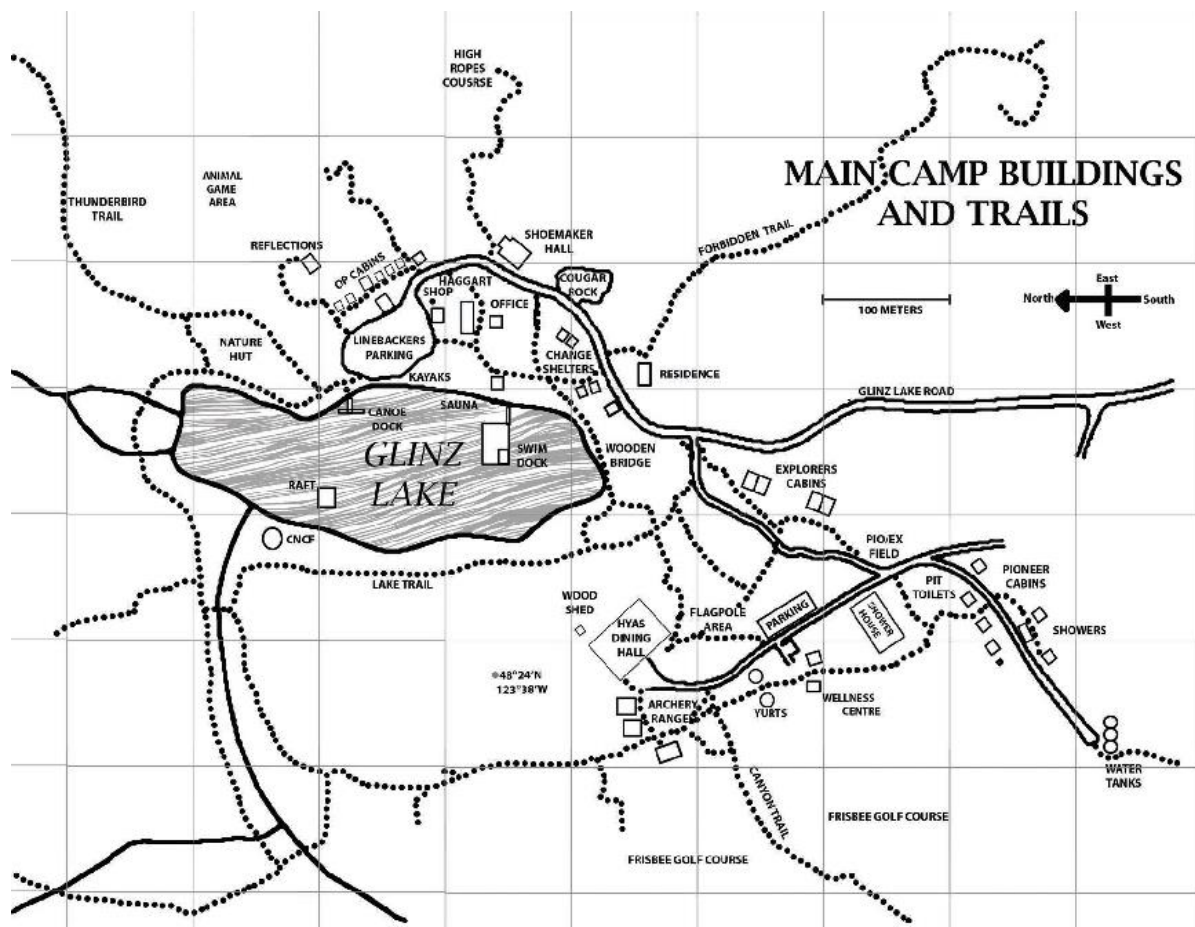 HIGH
ROPES
COURSRE
MAIN CAMP BUILDINGS
AND TRAILS
ANIMAL
GAME
AREA
THUNDERBIRD
TRAIL
REFLECTIONS
OP CABINS
SHOEMAKER
HALL
FORBIDDEN TRAIL
COUGAR
ROCK
HAGGART
SHOP
OFFICE
East
North
South
West
100 METERS
NATURE
HUT
LINEBACKERS
PARKING
CHANGE
SHELTERS
KAYAKS
RESIDENCE
GLINZ LAKE ROAD
CANOE
DOCK
SAUNA
GLINZ
LAKE
SWIM
DOCK
WOODEN
BRIDGE
EXPLORERS
CABINS
RAFT
CNCF
PIO/EX
FIELD
LAKE TRAIL
PIONEER
CABINS
PIT
TOILETS
WOOD
SHED
HYAS
DINING
HALL
FLAGPOLE
AREA
PARKING
SHOWER
HOUSE
SHOWERS
48°24'N
123°38'W
ARCHERY
RANGE
YURTS
WELLNESS
CENTRE
WATER
TANKS
CANYON TRAIL
FRISBEE GOLF COURSE
FRISBEE GOLF COURSE